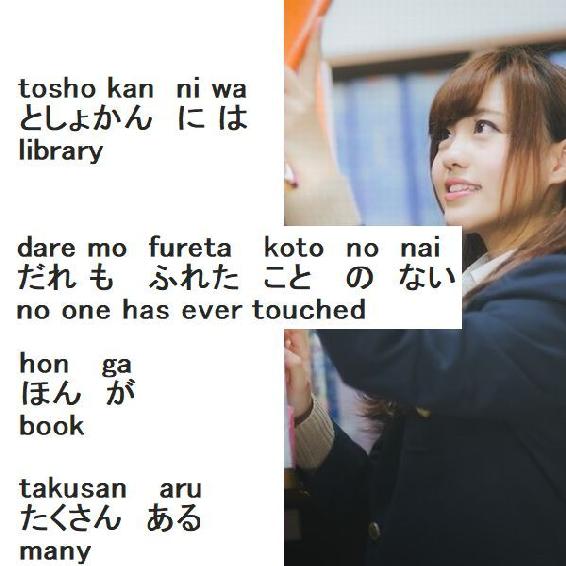 tosho kan ni wa
としょかん に は
library
dare mo fureta koto no nai
だれ も ふれた こと の ない
no one has ever touched
hon ga
ほん が
book
takusan aru
たくさん ある
many